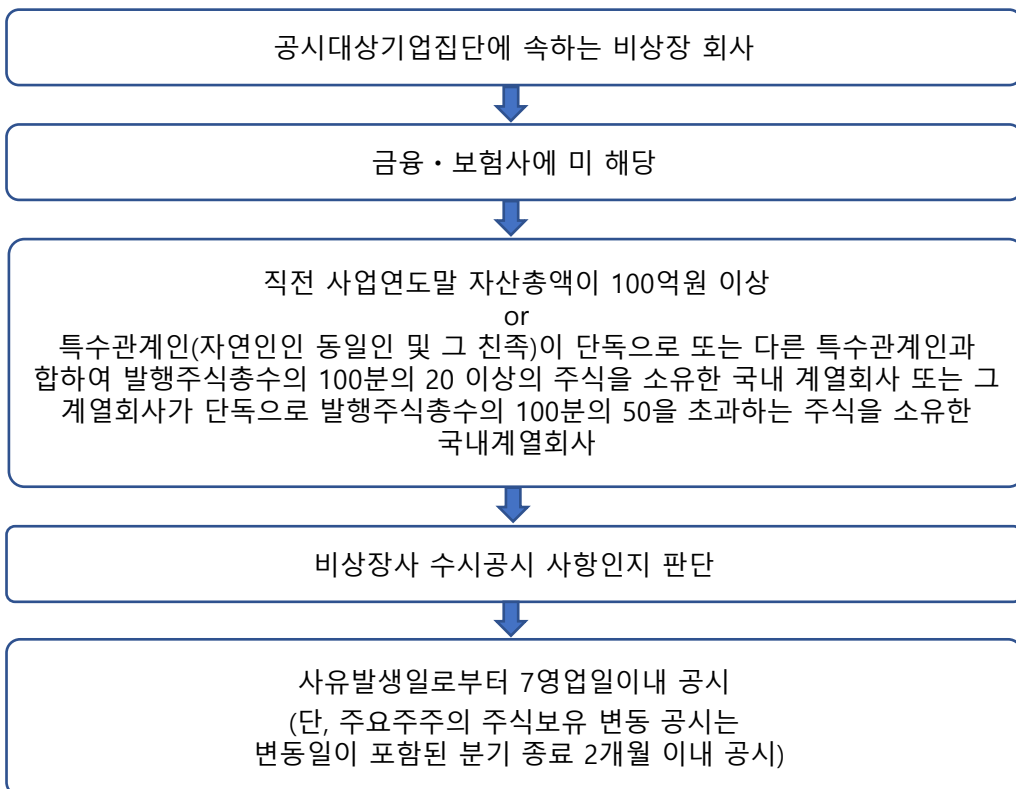 공시대상기업집단에 속하는 비상장 회사
금융・보험사에 미 해당
직전 사업연도말 자산총액이 100억원 이상
or
특수관계인(자연인인 동일인 및 그 친족)이 단독으로 또는 다른 특수관계인과
합하여 발행주식총수의 100분의 20 이상의 주식을 소유한 국내 계열회사 또는 그
계열회사가 단독으로 발행주식총수의 100분의 50을 초과하는 주식을 소유한
국내계열회사
비상장사 수시공시 사항인지 판단
사유발생일로부터 7영업일이내 공시
(단, 주요주주의 주식보유 변동 공시는
변동일이 포함된 분기 종료 2개월 이내 공시)